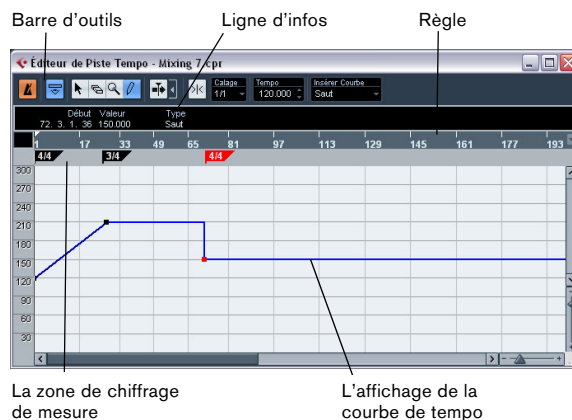 Barre d'outils
Ligne d'infos
Règle
Éditeur de Piste Tempo - Mixing 7.cpr
Calage
1/1
Tempo
120.000
Insérer Courbe
Saut
Début Valeur Type
72. 3. 1. 36 150.000 Saut
1 17 33 49 65 81 97 113 129 145 161 177 193
4/4 3/4 4/4
300
270
240
210
180
150
120
90
60
30
La zone de chiffrage
de mesure
L'affichage de la
courbe de tempo